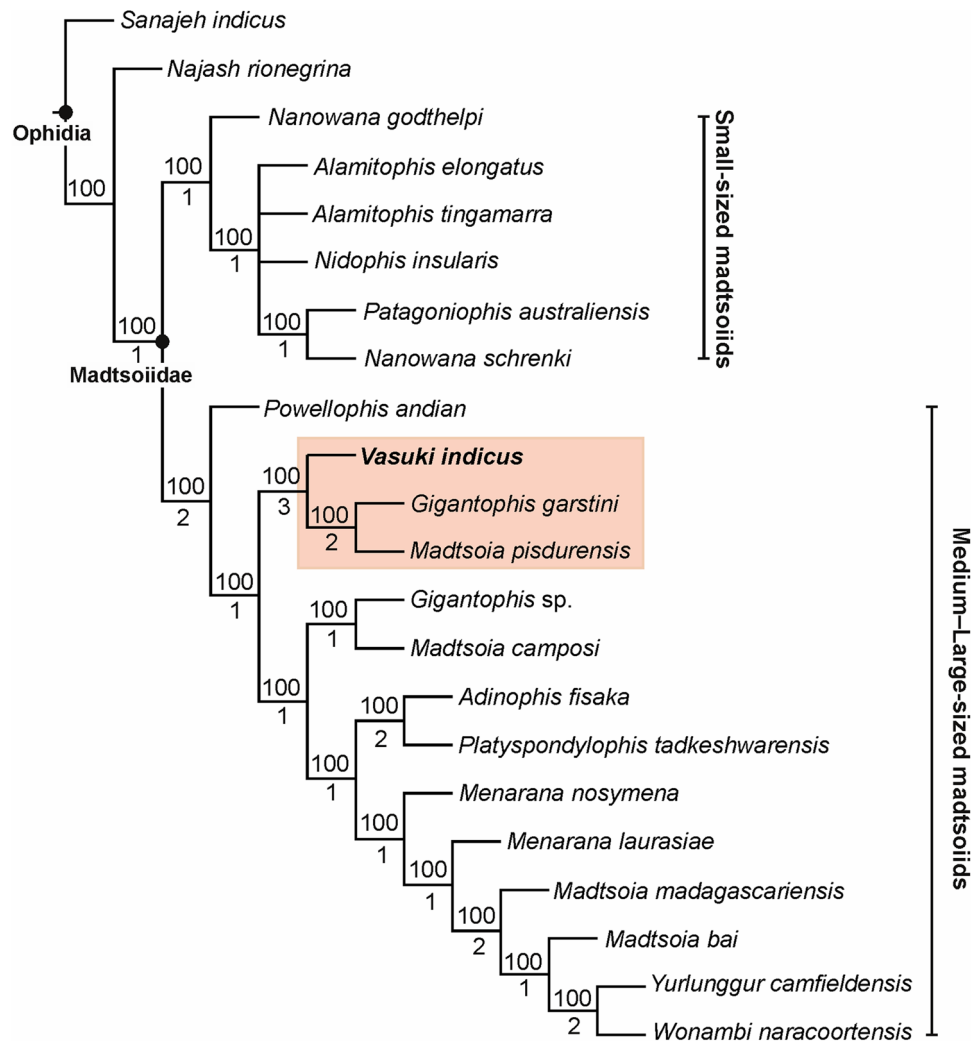 Sanajeh indicus
Najash rionegrina
Ophidia
100
Nanowana godthelpi
100
1
Alamitophis elongatus
Alamitophis tingamarra
100
1
Nidophis insularis
Patagoniophis australiensis
100
1
Nanowana schrenki
Small-sized madtsoiids
100
1
Madtsoiidae
Powellophis andian
100
2
Vasuki indicus
100
3
Gigantophis garstini
100
2
Madtsoia pisdurensis
100
1
Gigantophis sp.
100
1
Madtsoia camposi
100
1
Adinophis fisaka
100
2
Platyspondylophis tadkeshwarensis
100
1
Menarana nosymena
100
1
Menarana laurasiae
100
1
Madtsoia madagascariensis
100
2
Madtsoia bai
100
1
Yurlunggur camfieldensis
100
2
Wonambi naracoortensis
Medium–Large-sized madtsoiids